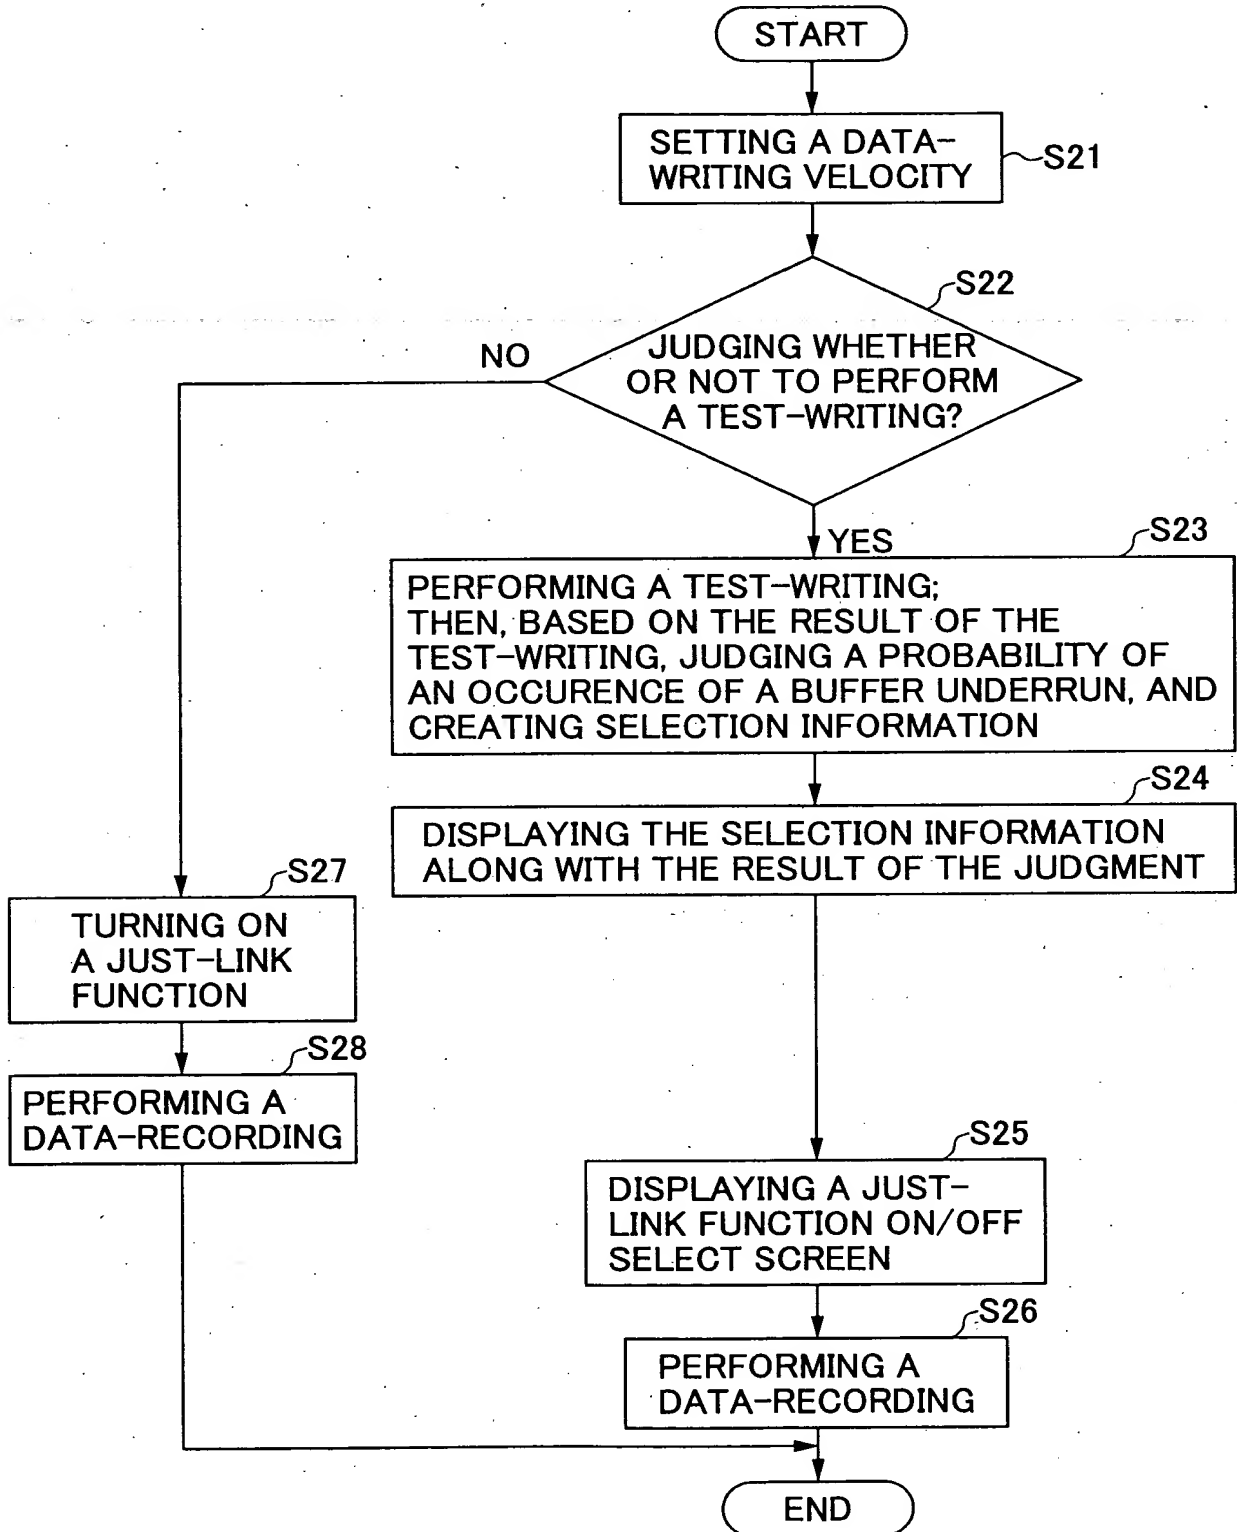 START
SETTING A DATA-
WRITING VELOCITY
S21
S22
JUDGING WHETHER
OR NOT TO PERFORM
A TEST-WRITING?
NO
YES
S23
PERFORMING A TEST-WRITING;
THEN, BASED ON THE RESULT OF THE
TEST-WRITING, JUDGING A PROBABILITY OF
AN OCCURENCE OF A BUFFER UNDERRUN, AND
CREATING SELECTION INFORMATION
S24
DISPLAYING THE SELECTION INFORMATION
ALONG WITH THE RESULT OF THE JUDGMENT
S27
TURNING ON
A JUST-LINK
FUNCTION
S28
PERFORMING A
DATA-RECORDING
S25
DISPLAYING A JUST-
LINK FUNCTION ON/OFF
SELECT SCREEN
S26
PERFORMING A
DATA-RECORDING
END